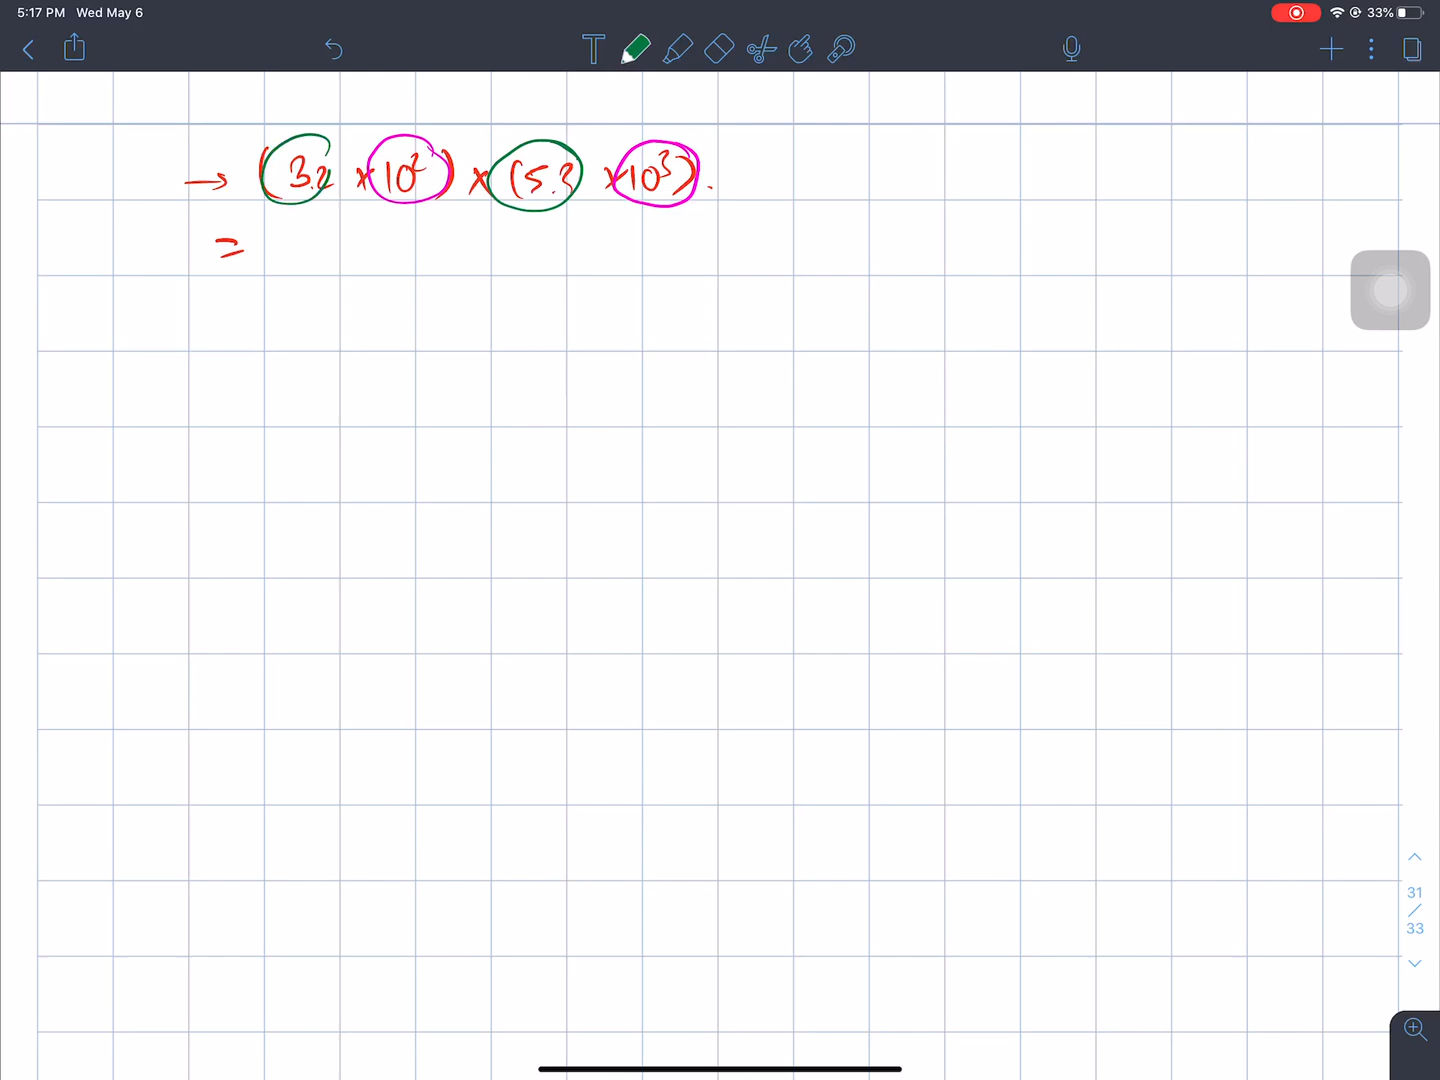 5:17 PM Wed May 6
33%
→ (3.2 × 10²) × (5.3 × 10³).
=
31
/
33